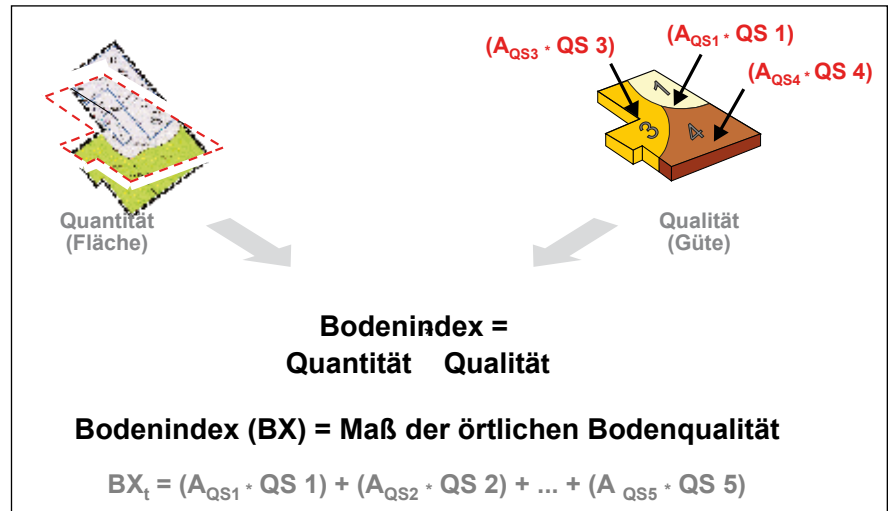 (A_QS3 * QS 3)
(A_QS1 * QS 1)
(A_QS4 * QS 4)
1
3
4
Quantität
(Fläche)
Qualität
(Güte)
Bodenindex =
Quantität * Qualität
Bodenindex (BX) = Maß der örtlichen Bodenqualität
BX_t = (A_QS1 * QS 1) + (A_QS2 * QS 2) + ... + (A_QS5 * QS 5)